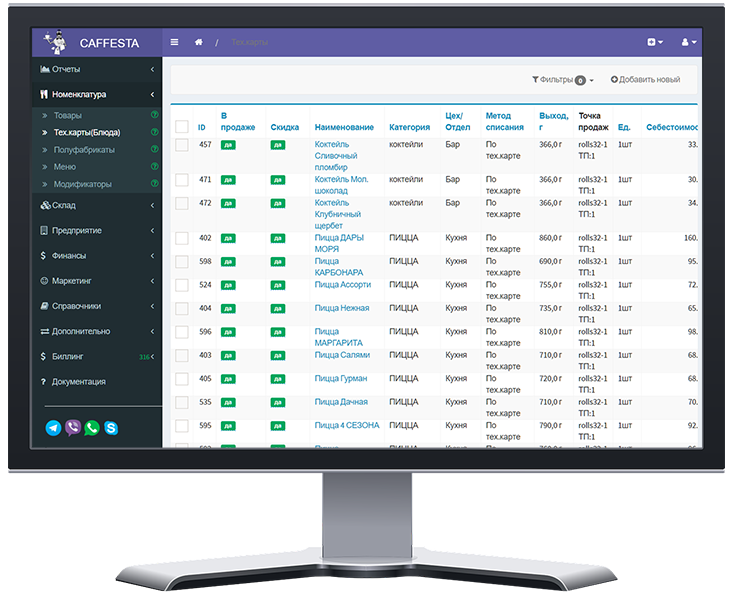 CAFFESTA
/ Тех.карты
Отчеты
Номенклатура
Товары
Тех.карты(Блюда)
Полуфабрикаты
Меню
Модификаторы
Склад
Предприятие
Финансы
Маркетинг
Справочники
Дополнительно
Биллинг 316
Документация
Фильтры 0
Добавить новый
ID В продаже Скидка Наименование Категория Цех/Отдел Метод списания Выход, г Точка продаж Ед. Себестоимос
457 да да Коктейль Сливочный пломбир коктейли Бар По тех.карте 366,0 г rolls32-1 ТП:1 1шт 33.
471 да да Коктейль Мол. шоколад коктейли Бар По тех.карте 366,0 г rolls32-1 ТП:1 1шт 30.
472 да да Коктейль Клубничный щербет коктейли Бар По тех.карте 366,0 г rolls32-1 ТП:1 1шт 34.
402 да да Пицца ДАРЫ МОРЯ ПИЦЦА Кухня По тех.карте 860,0 г rolls32-1 ТП:1 1шт 160.
598 да да Пицца КАРБОНАРА ПИЦЦА Кухня По тех.карте 690,0 г rolls32-1 ТП:1 1шт 95.
524 да да Пицца Ассорти ПИЦЦА Кухня По тех.карте 755,0 г rolls32-1 ТП:1 1шт 72.
404 да да Пицца Нежная ПИЦЦА Кухня По тех.карте 735,0 г rolls32-1 ТП:1 1шт 65.
596 да да Пицца МАРГАРИТА ПИЦЦА Кухня По тех.карте 810,0 г rolls32-1 ТП:1 1шт 98.
403 да да Пицца Салями ПИЦЦА Кухня По тех.карте 710,0 г rolls32-1 ТП:1 1шт 68.
405 да да Пицца Гурман ПИЦЦА Кухня По тех.карте 720,0 г rolls32-1 ТП:1 1шт 68.
535 да да Пицца Дачная ПИЦЦА Кухня По тех.карте 710,0 г rolls32-1 ТП:1 1шт 70.
595 да да Пицца 4 СЕЗОНА ПИЦЦА Кухня По тех.карте 790,0 г rolls32-1 ТП:1 1шт 92.